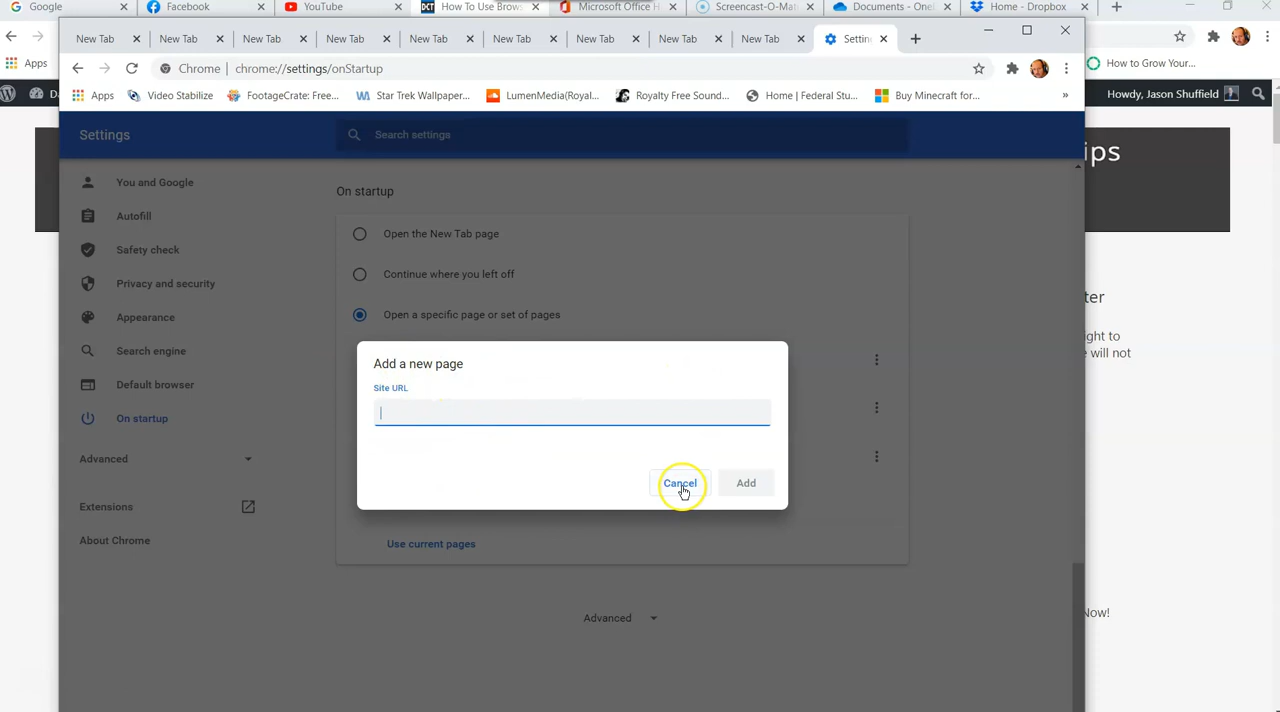 Google Facebook YouTube How To Use Brows Microsoft Office H Screencast-O-Mat Documents - OneD Home - Dropbox
New Tab New Tab New Tab New Tab New Tab New Tab New Tab New Tab New Tab Settin
Chrome chrome://settings/onStartup
Apps How to Grow Your...
Apps Video Stabilize FootageCrate: Free... Star Trek Wallpaper... LumenMedia(Royal... Royalty Free Sound... Home | Federal Stu... Buy Minecraft for... »
Howdy, Jason Shuffield
Settings Search settings
ips
You and Google
Autofill
Safety check
Privacy and security
Appearance
Search engine
Default browser
On startup
Advanced
Extensions
About Chrome
On startup
Open the New Tab page
Continue where you left off
Open a specific page or set of pages
Add a new page
Site URL
Cancel Add
Use current pages
Advanced
ter
ght to
e will not
Now!